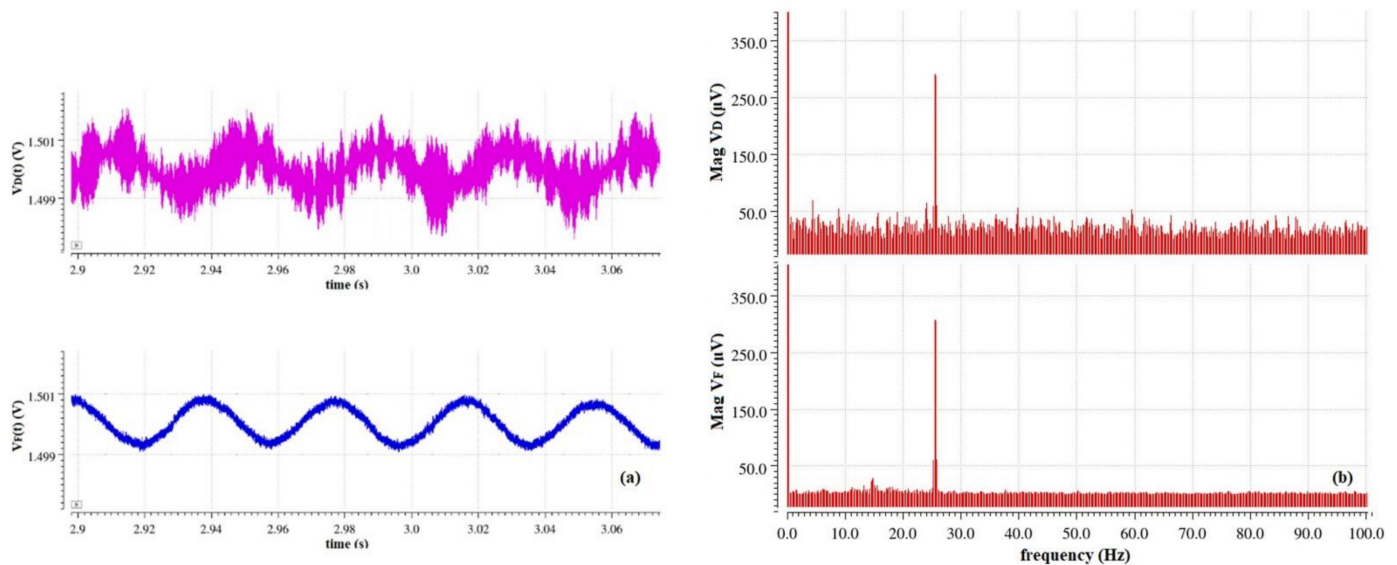 VD(t) (V)
1.501
1.499
2.9 2.92 2.94 2.96 2.98 3.0 3.02 3.04 3.06
time (s)
VF(t) (V)
1.501
1.499
(a)
2.9 2.92 2.94 2.96 2.98 3.0 3.02 3.04 3.06
time (s)
Mag VD (µV)
350.0
250.0
150.0
50.0
Mag VF (µV)
350.0
250.0
150.0
50.0
(b)
0.0 10.0 20.0 30.0 40.0 50.0 60.0 70.0 80.0 90.0 100.0
frequency (Hz)